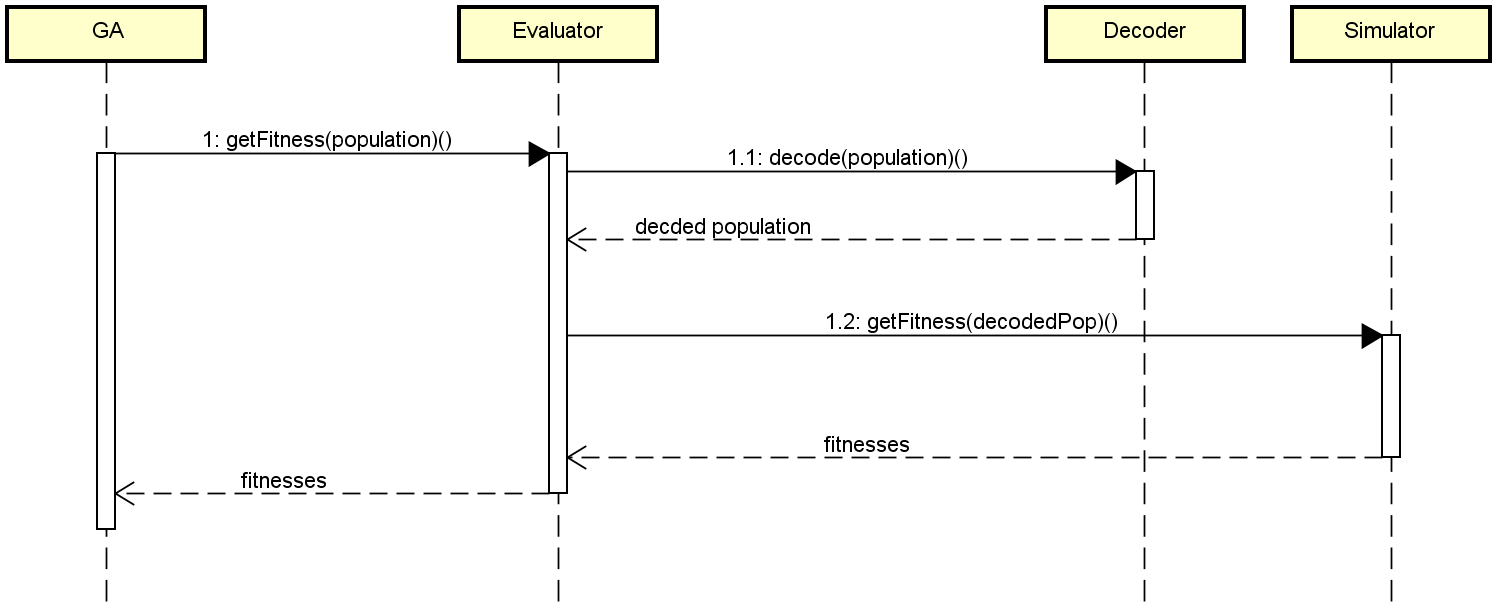 GA
Evaluator
Decoder
Simulator
1: getFitness(population)()
1.1: decode(population)()
decded population
1.2: getFitness(decodedPop)()
fitnesses
fitnesses